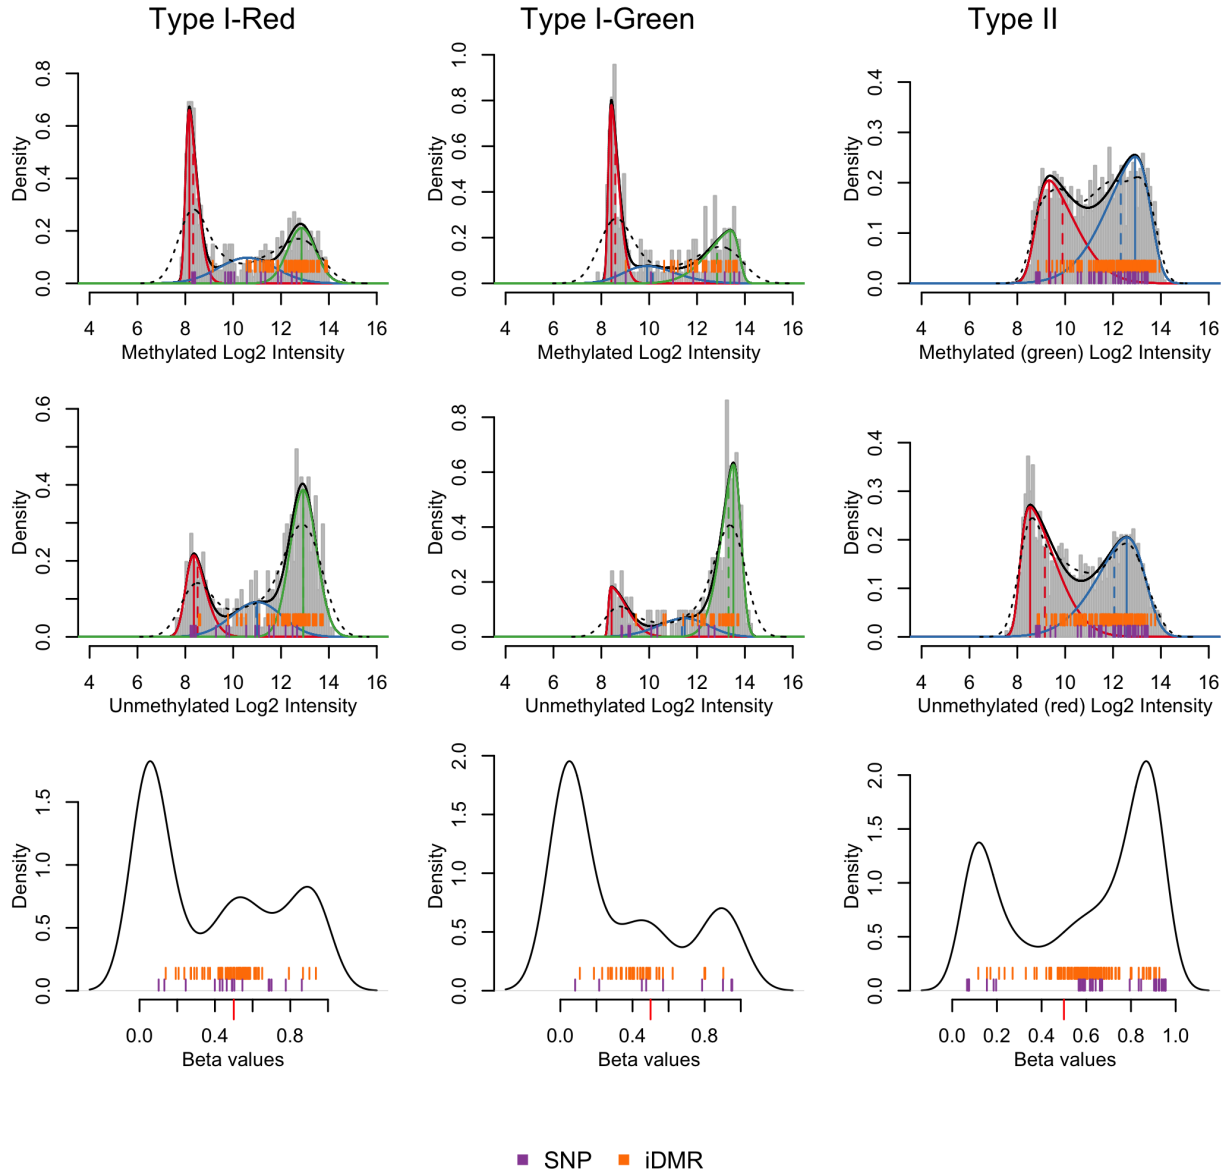 Type I-Red Type I-Green Type II
Density 0.0 0.2 0.4 0.6 0.8
4 6 8 10 12 14 16
Methylated Log2 Intensity
Density 0.0 0.2 0.4 0.6 0.8 1.0
4 6 8 10 12 14 16
Methylated Log2 Intensity
Density 0.0 0.1 0.2 0.3 0.4
4 6 8 10 12 14 16
Methylated (green) Log2 Intensity
Density 0.0 0.2 0.4 0.6
4 6 8 10 12 14 16
Unmethylated Log2 Intensity
Density 0.0 0.2 0.4 0.6 0.8
4 6 8 10 12 14 16
Unmethylated Log2 Intensity
Density 0.0 0.1 0.2 0.3 0.4
4 6 8 10 12 14 16
Unmethylated (red) Log2 Intensity
Density 0.0 0.5 1.0 1.5
0.0 0.4 0.8
Beta values
Density 0.0 0.5 1.0 1.5 2.0
0.0 0.4 0.8
Beta values
Density 0.0 0.5 1.0 1.5 2.0
0.0 0.2 0.4 0.6 0.8 1.0
Beta values
SNP iDMR